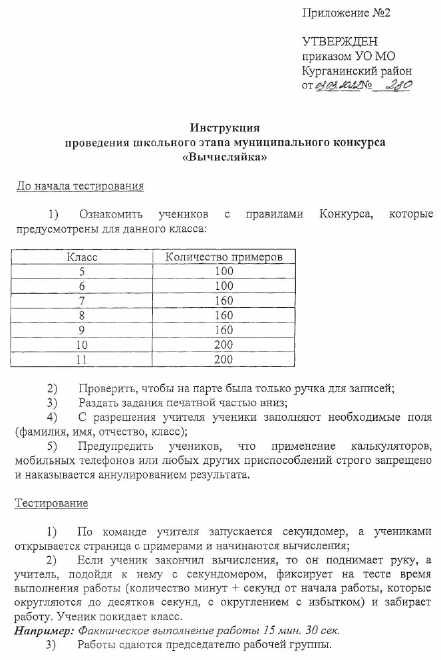 Приложение №2
УТВЕРЖДЕН
приказом УО МО
Курганинский район
от № 280
Инструкция
проведения школьного этапа муниципального конкурса
«Вычисляйка»
До начала тестирования
1) Ознакомить учеников с правилами Конкурса, которые
предусмотрены для данного класса:
Класс Количество примеров
5 100
6 100
7 160
8 160
9 160
10 200
11 200
2) Проверить, чтобы на парте была только ручка для записей;
3) Раздать задания печатной частью вниз;
4) С разрешения учителя ученики заполняют необходимые поля
(фамилия, имя, отчество, класс);
5) Предупредить учеников, что применение калькуляторов,
мобильных телефонов или любых других приспособлений строго запрещено
и наказывается аннулированием результата.
Тестирование
1) По команде учителя запускается секундомер, а учениками
открывается страница с примерами и начинаются вычисления;
2) Если ученик закончил вычисления, то он поднимает руку, а
учитель, подойдя к нему с секундомером, фиксирует на тесте время
выполнения работы (количество минут + секунд от начала работы, которые
округляются до десятков секунд, с округлением с избытком) и забирает
работу. Ученик покидает класс.
Например: Фактическое выполнение работы 15 мин. 30 сек.
3) Работы сдаются председателю рабочей группы.